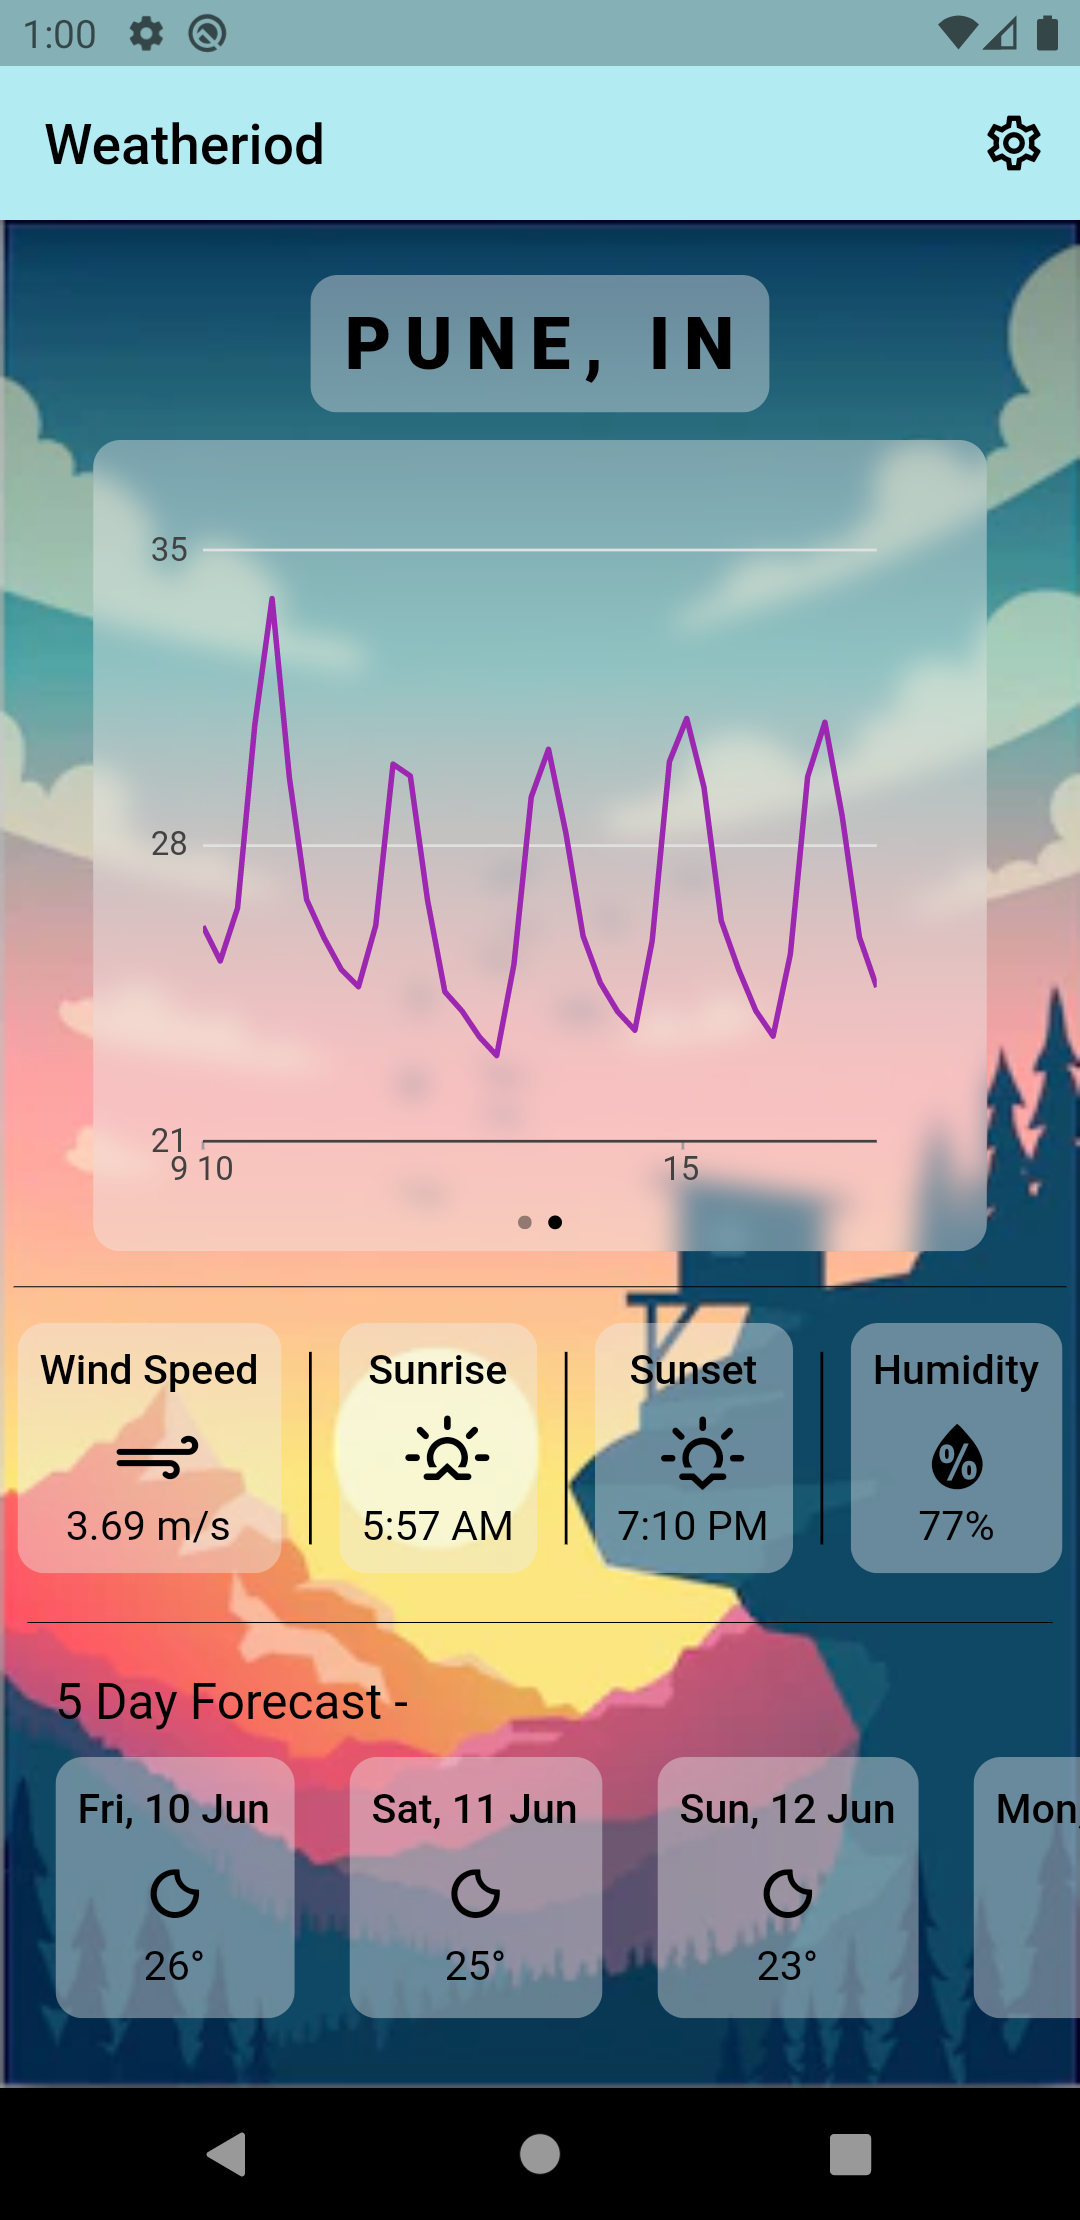 1:00
Weatheriod
PUNE, IN
35
28
21
9 10 15
Wind Speed Sunrise Sunset Humidity
%
3.69 m/s 5:57 AM 7:10 PM 77%
5 Day Forecast -
Fri, 10 Jun Sat, 11 Jun Sun, 12 Jun Mon,
26° 25° 23°